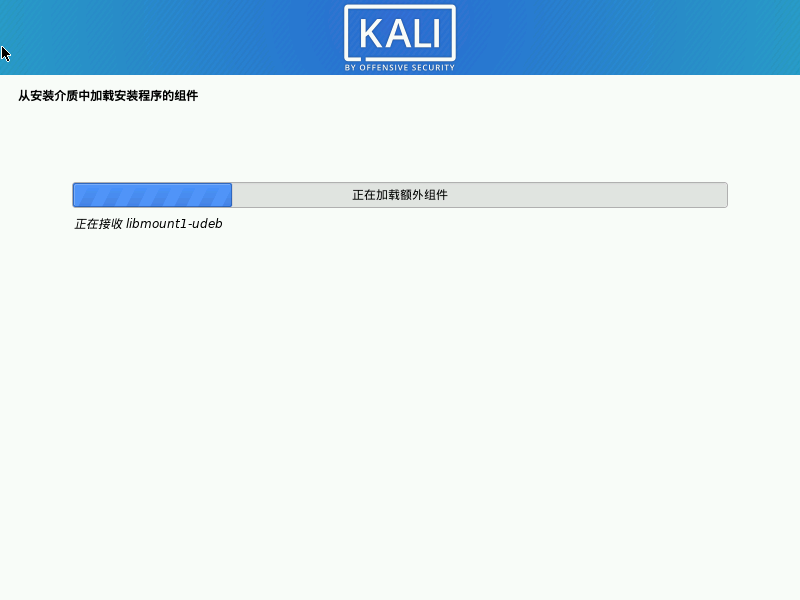 KALI
BY OFFENSIVE SECURITY
从安装介质中加载安装程序的组件
正在加载额外组件
正在接收 libmount1-udeb